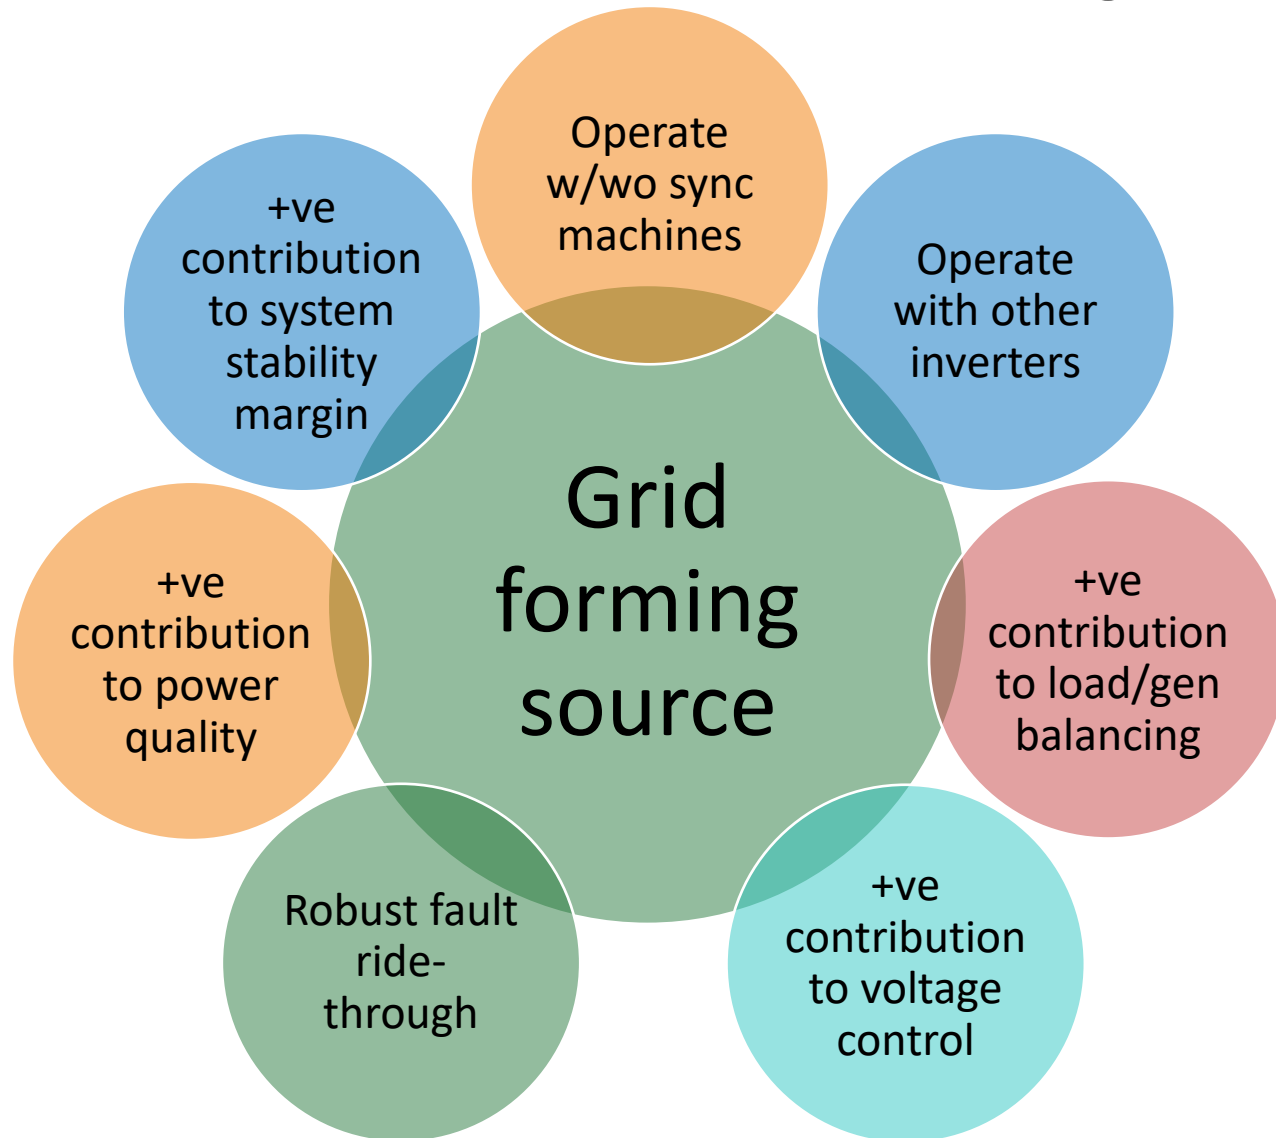 Operate
w/wo sync
machines
Operate
with other
inverters
+ve
contribution
to load/gen
balancing
+ve
contribution
to voltage
control
Robust fault
ride-
through
+ve
contribution
to power
quality
+ve
contribution
to system
stability
margin
Grid
forming
source